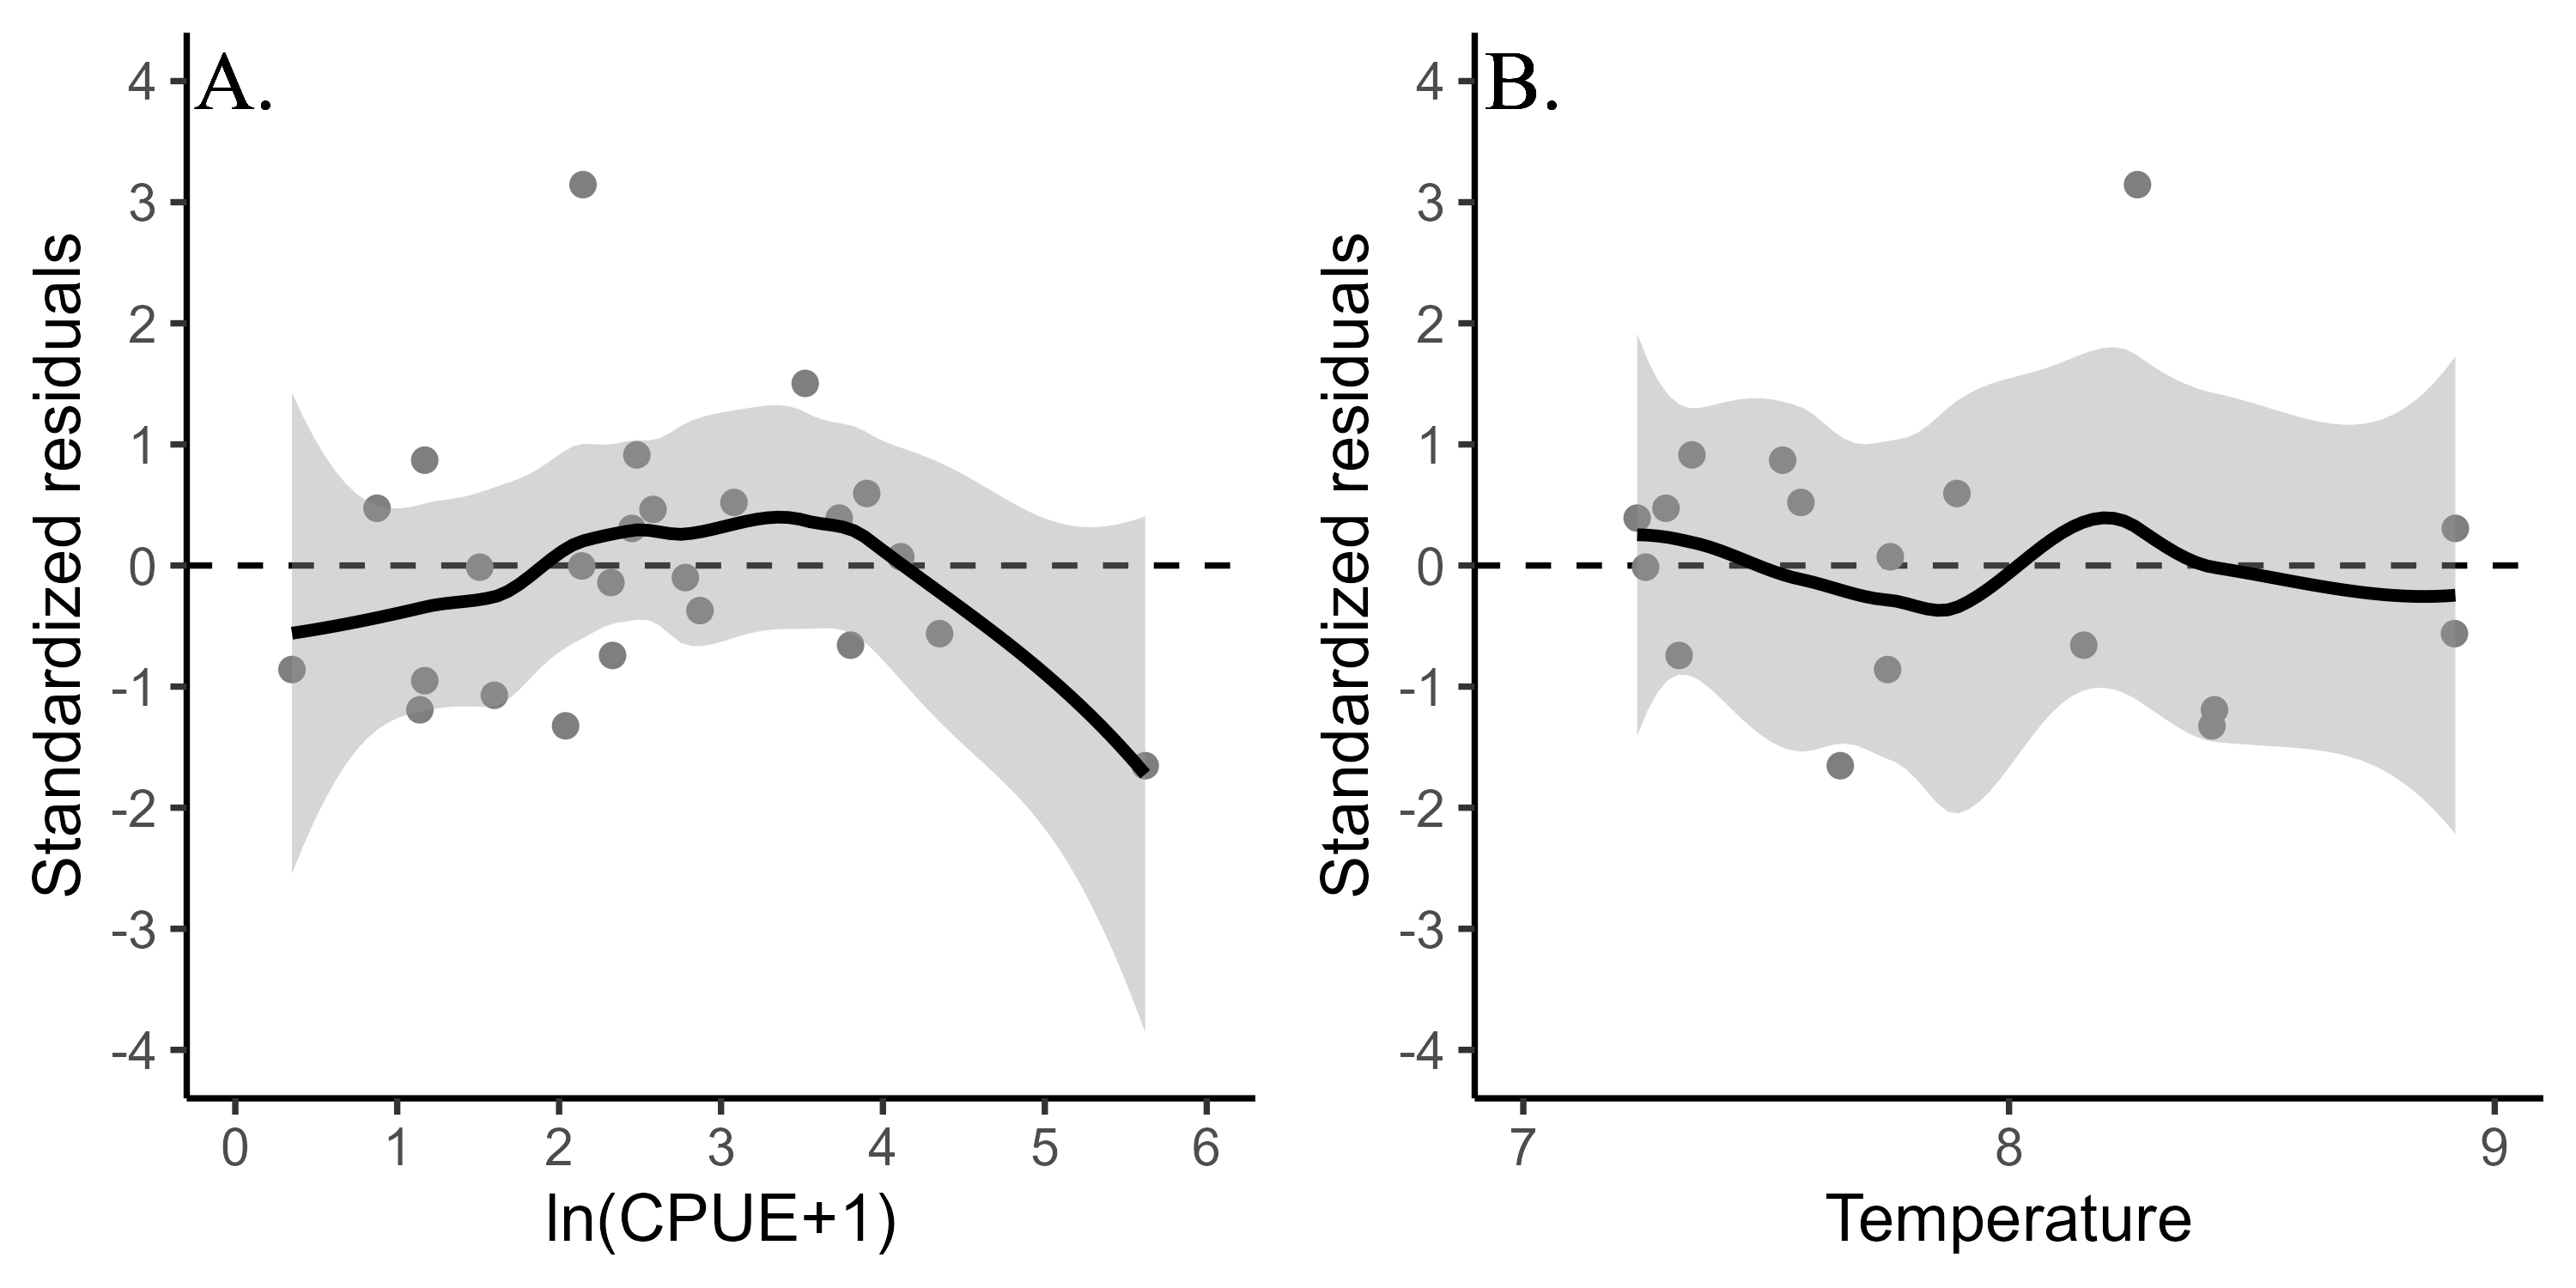 A.
Standardized residuals
4
3
2
1
0
-1
-2
-3
-4
0 1 2 3 4 5 6
ln(CPUE+1)
B.
Standardized residuals
4
3
2
1
0
-1
-2
-3
-4
7 8 9
Temperature